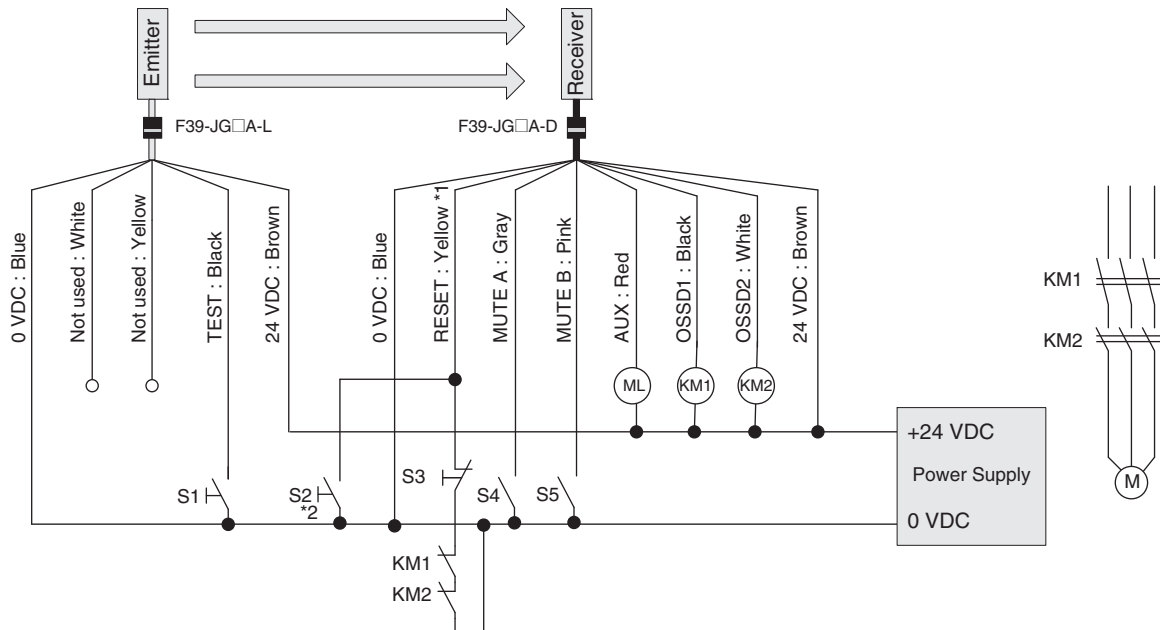 Emitter
Receiver
F39-JG□A-L
F39-JG□A-D
0 VDC : Blue
Not used : White
Not used : Yellow
TEST : Black
24 VDC : Brown
0 VDC : Blue
RESET : Yellow *1
MUTE A : Gray
MUTE B : Pink
AUX : Red
OSSD1 : Black
OSSD2 : White
24 VDC : Brown
KM1
KM2
M
ML
KM1
KM2
+24 VDC
Power Supply
0 VDC
S1
S2
*2
S3
S4
S5
KM1
KM2